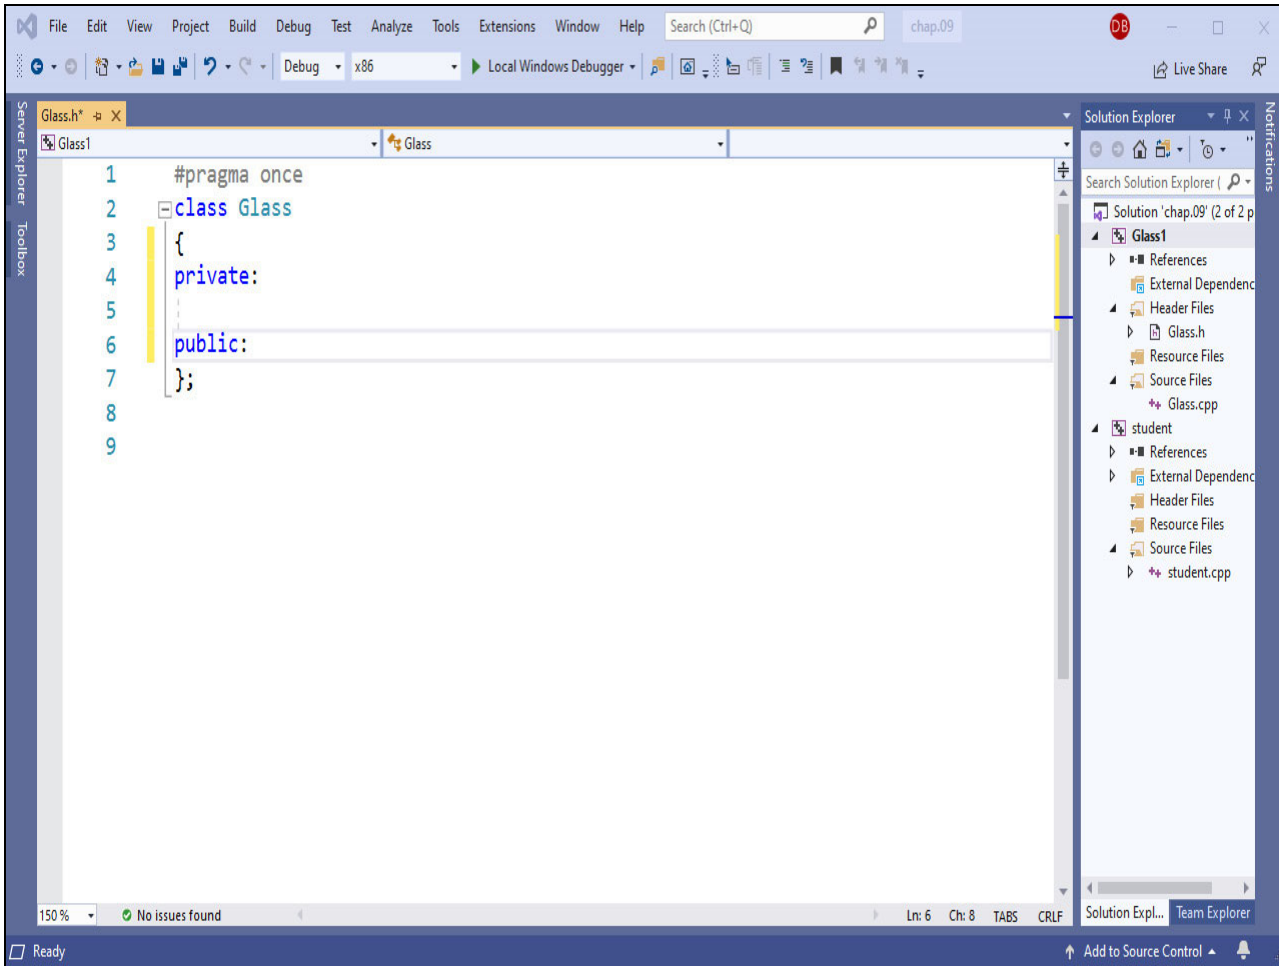 File Edit View Project Build Debug Test Analyze Tools Extensions Window Help Search (Ctrl+Q) chap.09 DB
Debug x86 Local Windows Debugger Live Share
Server Explorer
Toolbox
Glass.h*
Glass1 Glass
1 #pragma once
2 class Glass
3 {
4 private:
5
6 public:
7 };
8
9
150 % No issues found Ln: 6 Ch: 8 TABS CRLF
Solution Explorer
Search Solution Explorer (
Solution 'chap.09' (2 of 2 p
Glass1
References
External Dependenc
Header Files
Glass.h
Resource Files
Source Files
Glass.cpp
student
References
External Dependenc
Header Files
Resource Files
Source Files
student.cpp
Solution Expl... Team Explorer
Notifications
Ready Add to Source Control